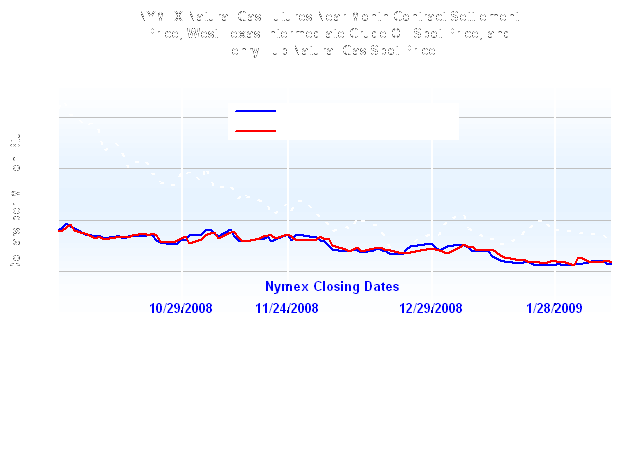 NYMEX Natural Gas Futures Near Month Contract Settlement
Price, West Texas Intermediate Crude Oil Spot Price, and
Henry Hub Natural Gas Spot Price
Nymex Closing Dates
10/29/2008 11/24/2008 12/29/2008 1/28/2009